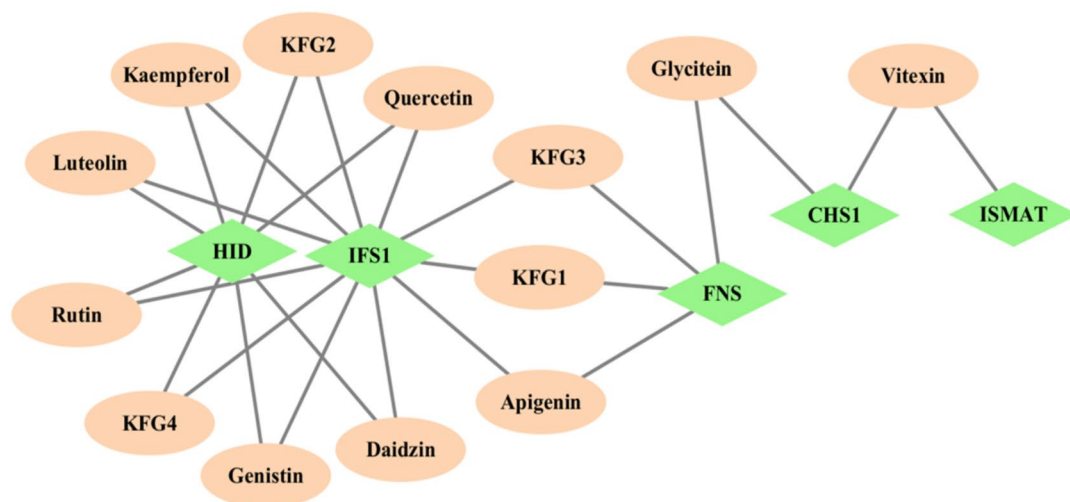 KFG2
Kaempferol
Glycitein
Vitexin
Quercetin
Luteolin
KFG3
CHS1
ISMAT
HID
IFS1
KFG1
FNS
Rutin
KFG4
Apigenin
Daidzin
Genistin